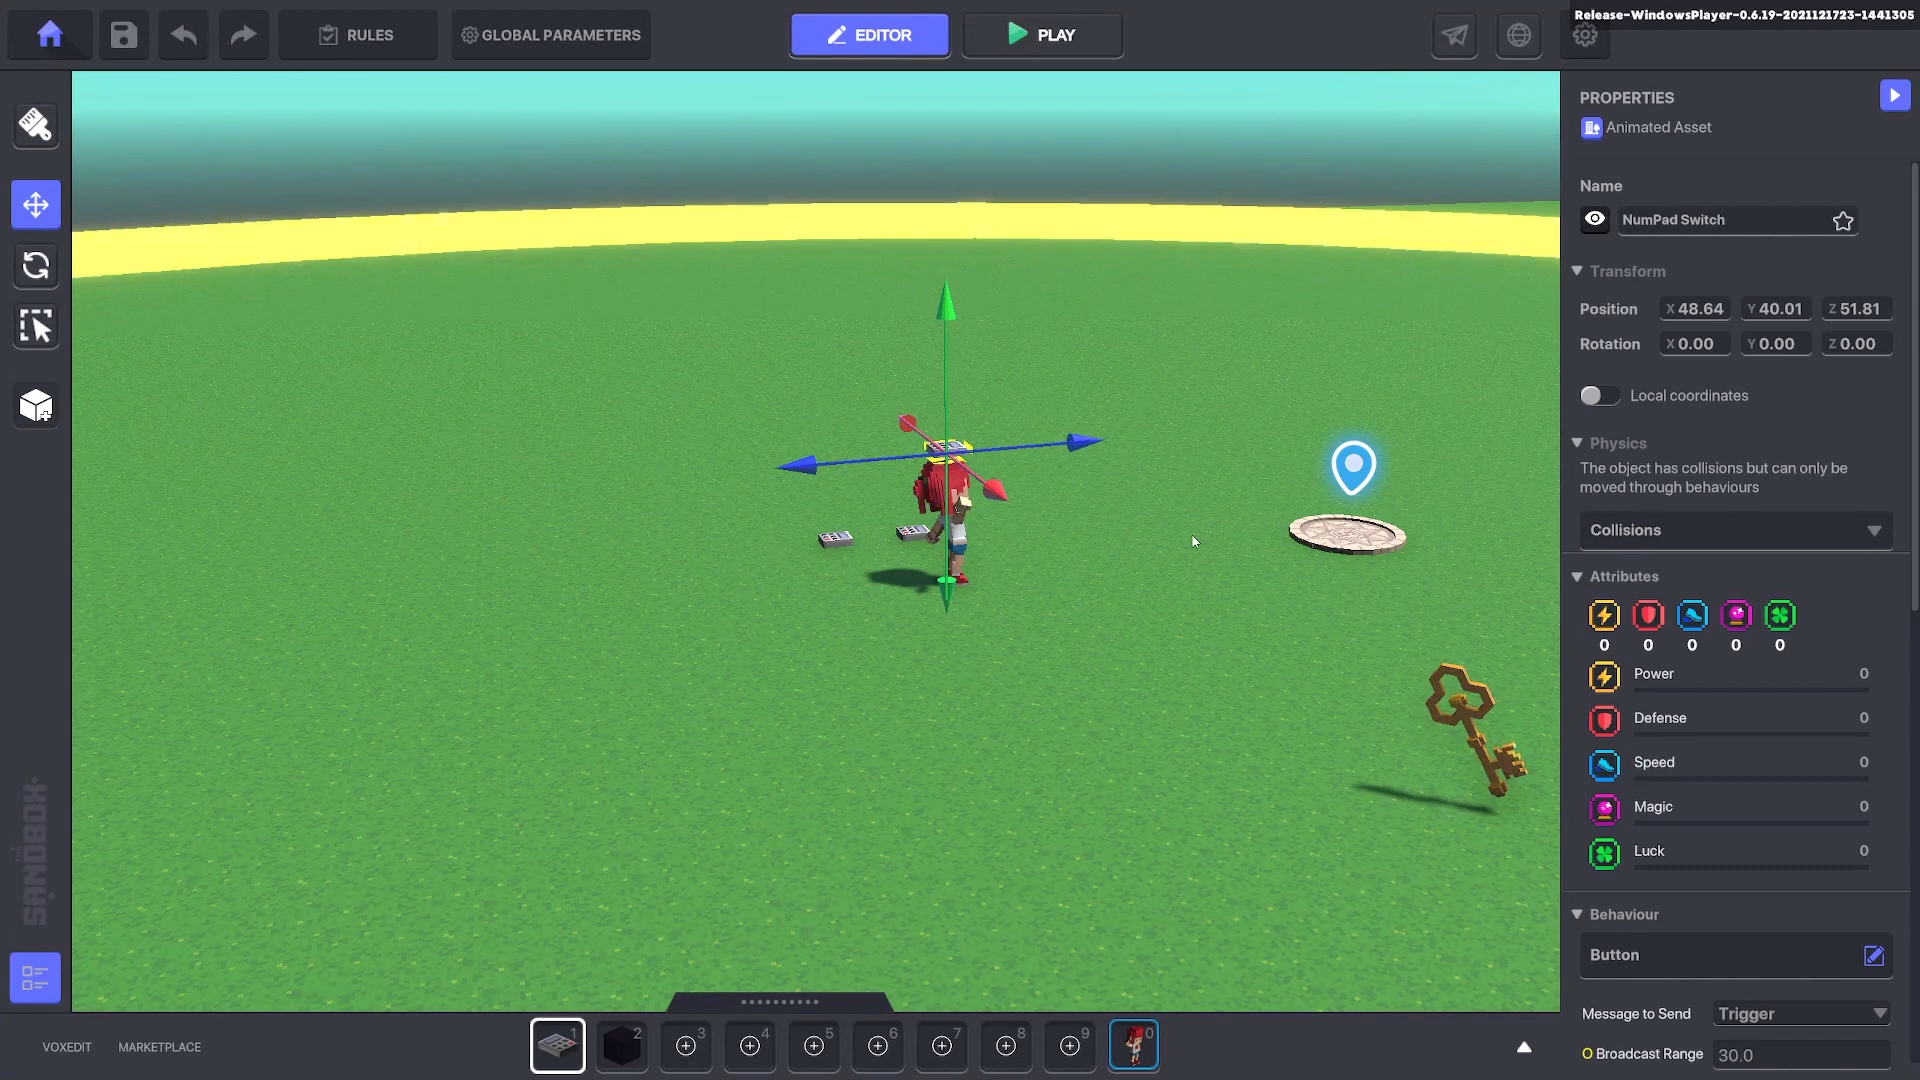 Release-WindowsPlayer-0.6.19-2021121723-1441305
RULES
GLOBAL PARAMETERS
EDITOR
PLAY
PROPERTIES
Animated Asset
Name
NumPad Switch
Transform
Position X 48.64 Y 40.01 Z 51.81
Rotation X 0.00 Y 0.00 Z 0.00
Local coordinates
Physics
The object has collisions but can only be
moved through behaviours
Collisions
Attributes
0 0 0 0 0
Power 0
Defense 0
Speed 0
Magic 0
Luck 0
Behaviour
Button
Message to Send Trigger
Broadcast Range 30.0
THE SANDBOX
VOXEDIT
MARKETPLACE
1 2 3 4 5 6 7 8 9 0